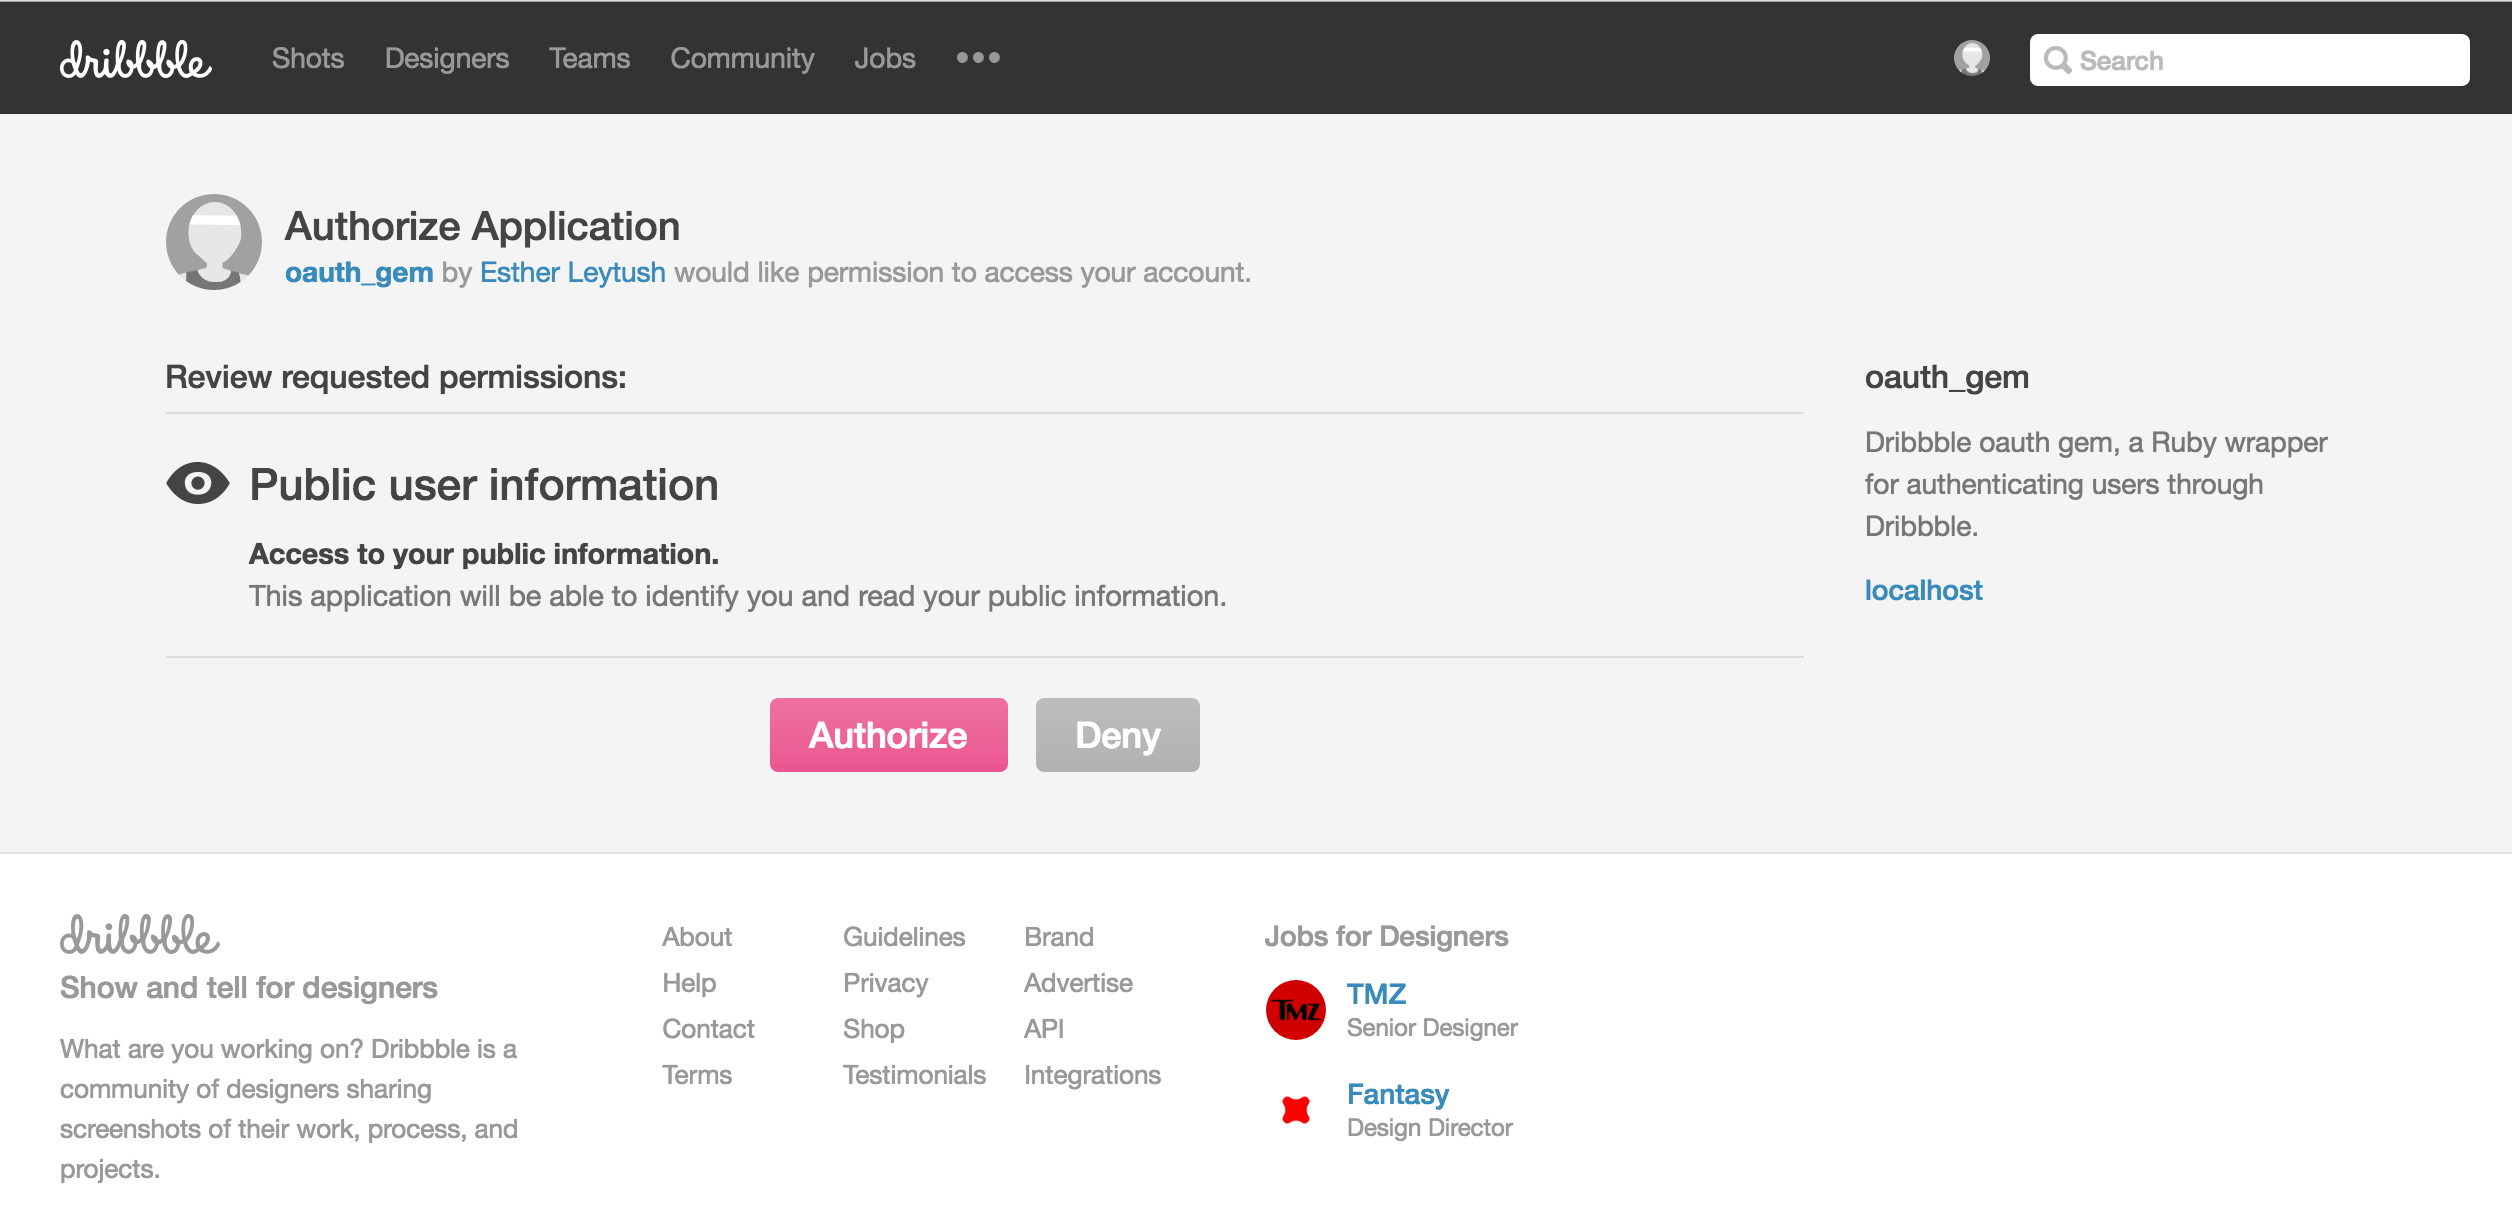 dribbble Shots Designers Teams Community Jobs Search
Authorize Application
oauth_gem by Esther Leytush would like permission to access your account.
Review requested permissions:
Public user information
Access to your public information.
This application will be able to identify you and read your public information.
Authorize Deny
oauth_gem
Dribbble oauth gem, a Ruby wrapper
for authenticating users through
Dribbble.
localhost
dribbble
Show and tell for designers
What are you working on? Dribbble is a
community of designers sharing
screenshots of their work, process, and
projects.
About
Help
Contact
Terms
Guidelines
Privacy
Shop
Testimonials
Brand
Advertise
API
Integrations
Jobs for Designers
TMZ
TMZ
Senior Designer
Fantasy
Design Director